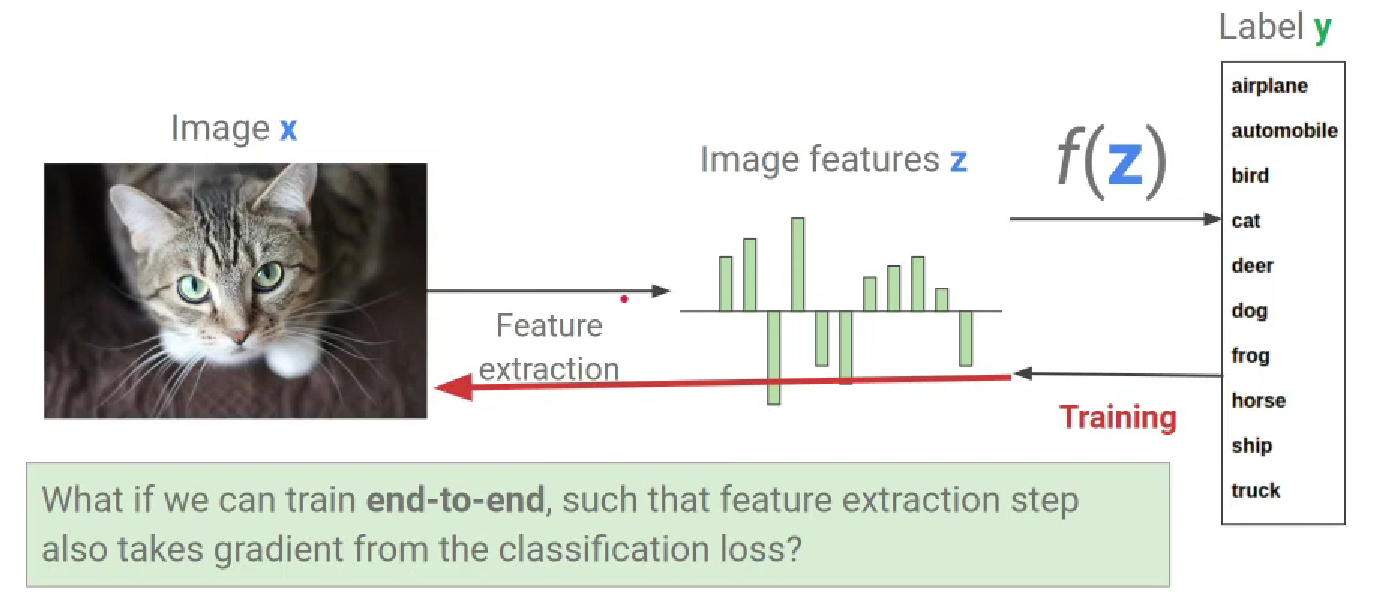 Label y
airplane
automobile
bird
cat
deer
dog
frog
horse
ship
truck
Image x
Feature
extraction
Image features z
f(z)
Training
What if we can train end-to-end, such that feature extraction step
also takes gradient from the classification loss?